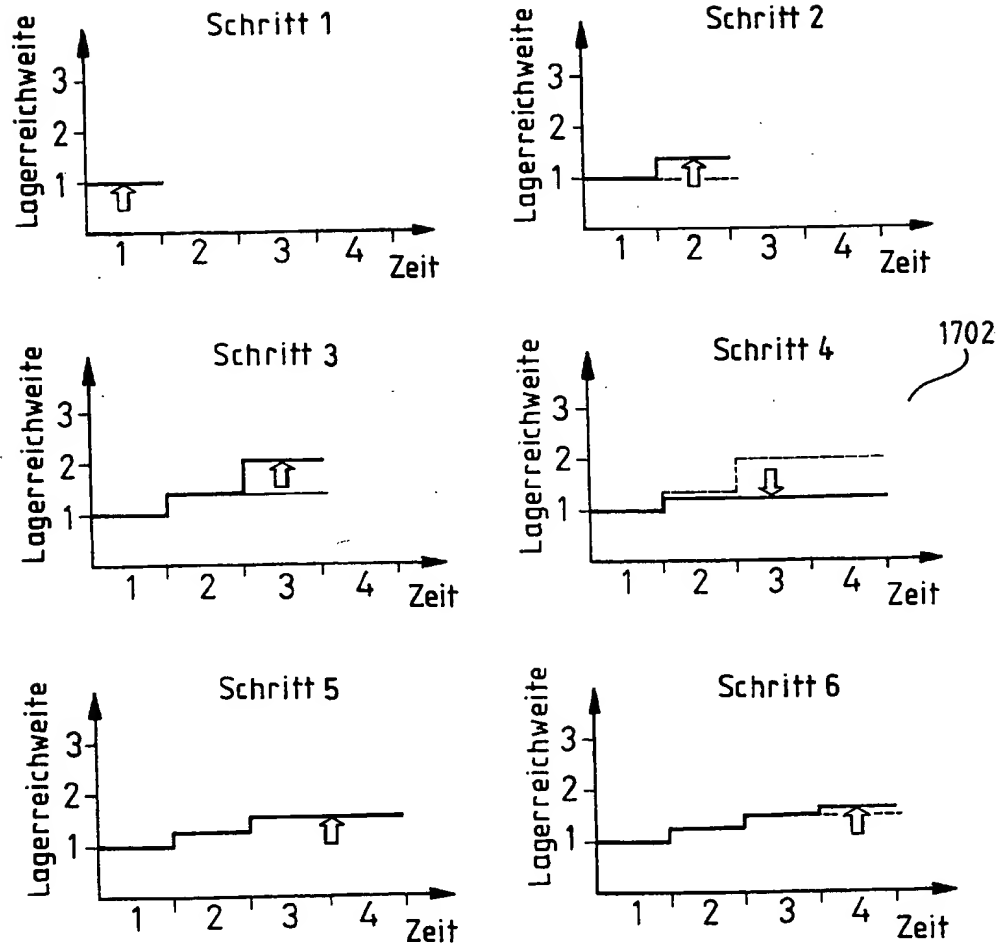 Schritt 1
Lagerreichweite
3
2
1
1 2 3 4
Zeit
Schritt 2
Lagerreichweite
3
2
1
1 2 3 4
Zeit
Schritt 3
Lagerreichweite
3
2
1
1 2 3 4
Zeit
Schritt 4
1702
Lagerreichweite
3
2
1
1 2 3 4
Zeit
Schritt 5
Lagerreichweite
3
2
1
1 2 3 4
Zeit
Schritt 6
Lagerreichweite
3
2
1
1 2 3 4
Zeit